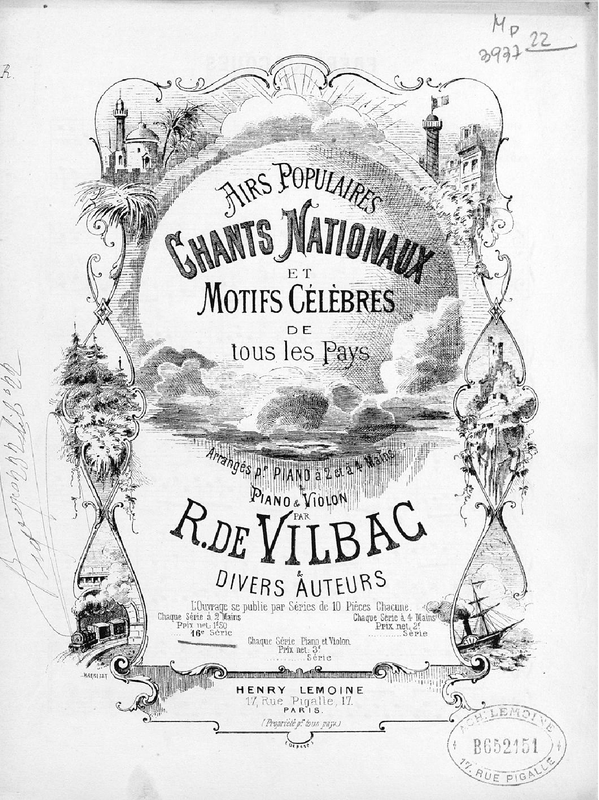 Mp
3937 22
R.
AIRS POPULAIRES
CHANTS NATIONAUX
ET
MOTIFS CÉLÈBRES
DE
tous les Pays
Arrangés pr PIANO à 2 et à 4 Mains
PIANO & VIOLON
PAR
R. DE VILBAC
&
DIVERS AUTEURS
L'Ouvrage se publie par Séries de 10 Pièces Chacune.
Chaque Série à 2 Mains
Prix net. 1f50
16e Série
Chaque Série à 4 Mains
Prix net. 2f
Série
Chaque Série Piano et Violon.
Prix net. 3f
Série
HENRY LEMOINE
17, Rue Pigalle, 17.
PARIS.
(Propriété pr tous pays)
LEMOINE
B652151
17, RUE PIGALLE